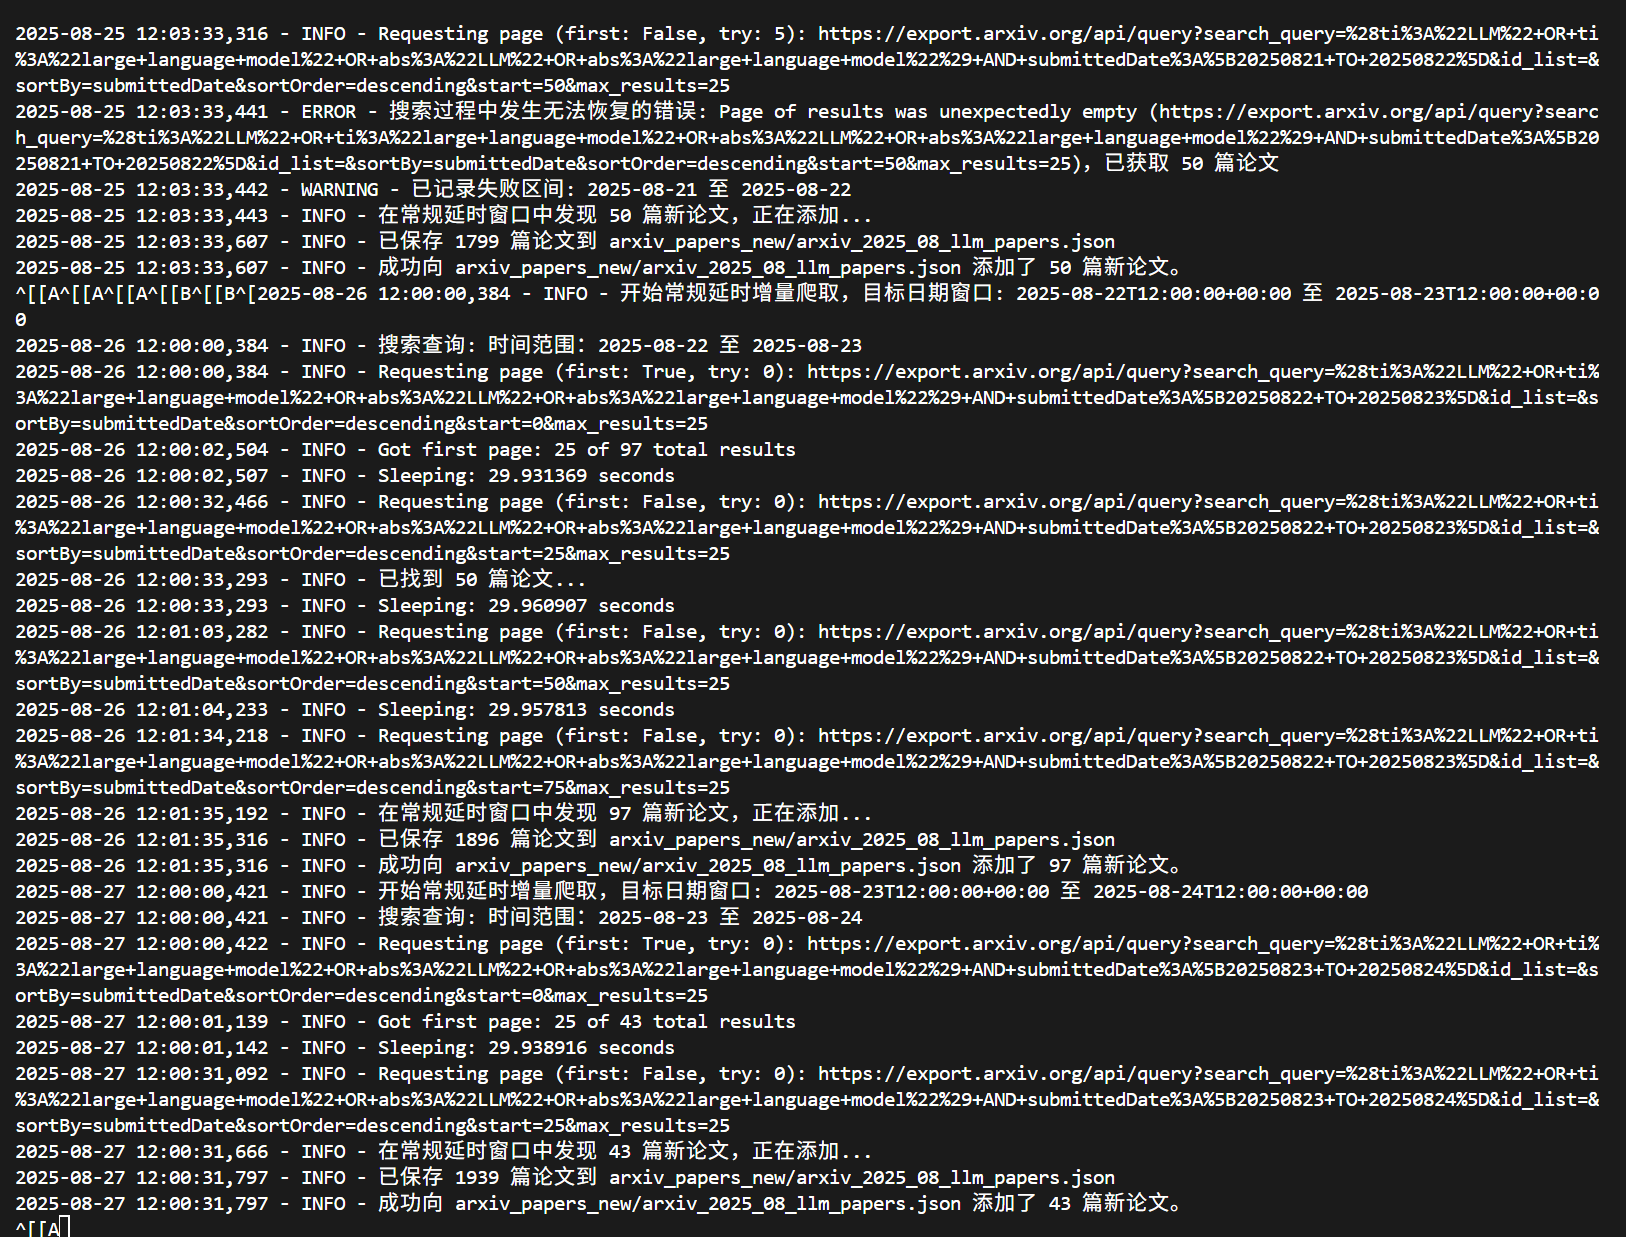 2025-08-25 12:03:33,316 - INFO - Requesting page (first: False, try: 5): https://export.arxiv.org/api/query?search_query=%28ti%3A%22LLM%22+OR+ti
%3A%22large+language+model%22+OR+abs%3A%22LLM%22+OR+abs%3A%22large+language+model%22%29+AND+submittedDate%3A%5B20250821+TO+20250822%5D&id_list=&
sortBy=submittedDate&sortOrder=descending&start=50&max_results=25
2025-08-25 12:03:33,441 - ERROR - 搜索过程中发生无法恢复的错误: Page of results was unexpectedly empty (https://export.arxiv.org/api/query?searc
h_query=%28ti%3A%22LLM%22+OR+ti%3A%22large+language+model%22+OR+abs%3A%22LLM%22+OR+abs%3A%22large+language+model%22%29+AND+submittedDate%3A%5B20
250821+TO+20250822%5D&id_list=&sortBy=submittedDate&sortOrder=descending&start=50&max_results=25)，已获取 50 篇论文
2025-08-25 12:03:33,442 - WARNING - 已记录失败区间: 2025-08-21 至 2025-08-22
2025-08-25 12:03:33,443 - INFO - 在常规延时窗口中发现 50 篇新论文，正在添加...
2025-08-25 12:03:33,607 - INFO - 已保存 1799 篇论文到 arxiv_papers_new/arxiv_2025_08_llm_papers.json
2025-08-25 12:03:33,607 - INFO - 成功向 arxiv_papers_new/arxiv_2025_08_llm_papers.json 添加了 50 篇新论文。
^[[A^[[A^[[A^[[B^[[B^[2025-08-26 12:00:00,384 - INFO - 开始常规延时增量爬取，目标日期窗口: 2025-08-22T12:00:00+00:00 至 2025-08-23T12:00:00+00:0
0
2025-08-26 12:00:00,384 - INFO - 搜索查询: 时间范围：2025-08-22 至 2025-08-23
2025-08-26 12:00:00,384 - INFO - Requesting page (first: True, try: 0): https://export.arxiv.org/api/query?search_query=%28ti%3A%22LLM%22+OR+ti%
3A%22large+language+model%22+OR+abs%3A%22LLM%22+OR+abs%3A%22large+language+model%22%29+AND+submittedDate%3A%5B20250822+TO+20250823%5D&id_list=&s
ortBy=submittedDate&sortOrder=descending&start=0&max_results=25
2025-08-26 12:00:02,504 - INFO - Got first page: 25 of 97 total results
2025-08-26 12:00:02,507 - INFO - Sleeping: 29.931369 seconds
2025-08-26 12:00:32,466 - INFO - Requesting page (first: False, try: 0): https://export.arxiv.org/api/query?search_query=%28ti%3A%22LLM%22+OR+ti
%3A%22large+language+model%22+OR+abs%3A%22LLM%22+OR+abs%3A%22large+language+model%22%29+AND+submittedDate%3A%5B20250822+TO+20250823%5D&id_list=&
sortBy=submittedDate&sortOrder=descending&start=25&max_results=25
2025-08-26 12:00:33,293 - INFO - 已找到 50 篇论文...
2025-08-26 12:00:33,293 - INFO - Sleeping: 29.960907 seconds
2025-08-26 12:01:03,282 - INFO - Requesting page (first: False, try: 0): https://export.arxiv.org/api/query?search_query=%28ti%3A%22LLM%22+OR+ti
%3A%22large+language+model%22+OR+abs%3A%22LLM%22+OR+abs%3A%22large+language+model%22%29+AND+submittedDate%3A%5B20250822+TO+20250823%5D&id_list=&
sortBy=submittedDate&sortOrder=descending&start=50&max_results=25
2025-08-26 12:01:04,233 - INFO - Sleeping: 29.957813 seconds
2025-08-26 12:01:34,218 - INFO - Requesting page (first: False, try: 0): https://export.arxiv.org/api/query?search_query=%28ti%3A%22LLM%22+OR+ti
%3A%22large+language+model%22+OR+abs%3A%22LLM%22+OR+abs%3A%22large+language+model%22%29+AND+submittedDate%3A%5B20250822+TO+20250823%5D&id_list=&
sortBy=submittedDate&sortOrder=descending&start=75&max_results=25
2025-08-26 12:01:35,192 - INFO - 在常规延时窗口中发现 97 篇新论文，正在添加...
2025-08-26 12:01:35,316 - INFO - 已保存 1896 篇论文到 arxiv_papers_new/arxiv_2025_08_llm_papers.json
2025-08-26 12:01:35,316 - INFO - 成功向 arxiv_papers_new/arxiv_2025_08_llm_papers.json 添加了 97 篇新论文。
2025-08-27 12:00:00,421 - INFO - 开始常规延时增量爬取，目标日期窗口: 2025-08-23T12:00:00+00:00 至 2025-08-24T12:00:00+00:00
2025-08-27 12:00:00,421 - INFO - 搜索查询: 时间范围：2025-08-23 至 2025-08-24
2025-08-27 12:00:00,422 - INFO - Requesting page (first: True, try: 0): https://export.arxiv.org/api/query?search_query=%28ti%3A%22LLM%22+OR+ti%
3A%22large+language+model%22+OR+abs%3A%22LLM%22+OR+abs%3A%22large+language+model%22%29+AND+submittedDate%3A%5B20250823+TO+20250824%5D&id_list=&s
ortBy=submittedDate&sortOrder=descending&start=0&max_results=25
2025-08-27 12:00:01,139 - INFO - Got first page: 25 of 43 total results
2025-08-27 12:00:01,142 - INFO - Sleeping: 29.938916 seconds
2025-08-27 12:00:31,092 - INFO - Requesting page (first: False, try: 0): https://export.arxiv.org/api/query?search_query=%28ti%3A%22LLM%22+OR+ti
%3A%22large+language+model%22+OR+abs%3A%22LLM%22+OR+abs%3A%22large+language+model%22%29+AND+submittedDate%3A%5B20250823+TO+20250824%5D&id_list=&
sortBy=submittedDate&sortOrder=descending&start=25&max_results=25
2025-08-27 12:00:31,666 - INFO - 在常规延时窗口中发现 43 篇新论文，正在添加...
2025-08-27 12:00:31,797 - INFO - 已保存 1939 篇论文到 arxiv_papers_new/arxiv_2025_08_llm_papers.json
2025-08-27 12:00:31,797 - INFO - 成功向 arxiv_papers_new/arxiv_2025_08_llm_papers.json 添加了 43 篇新论文。
^[[A